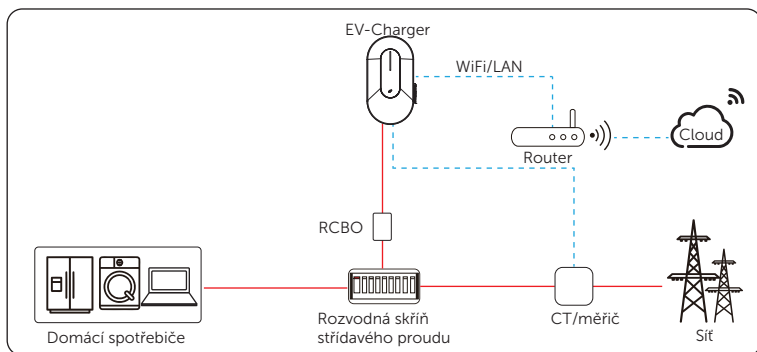 EV-Charger
WiFi/LAN
Cloud
Router
RCBO
Domácí spotřebiče
Rozvodná skříň
střídavého proudu
CT/měřič
Síť